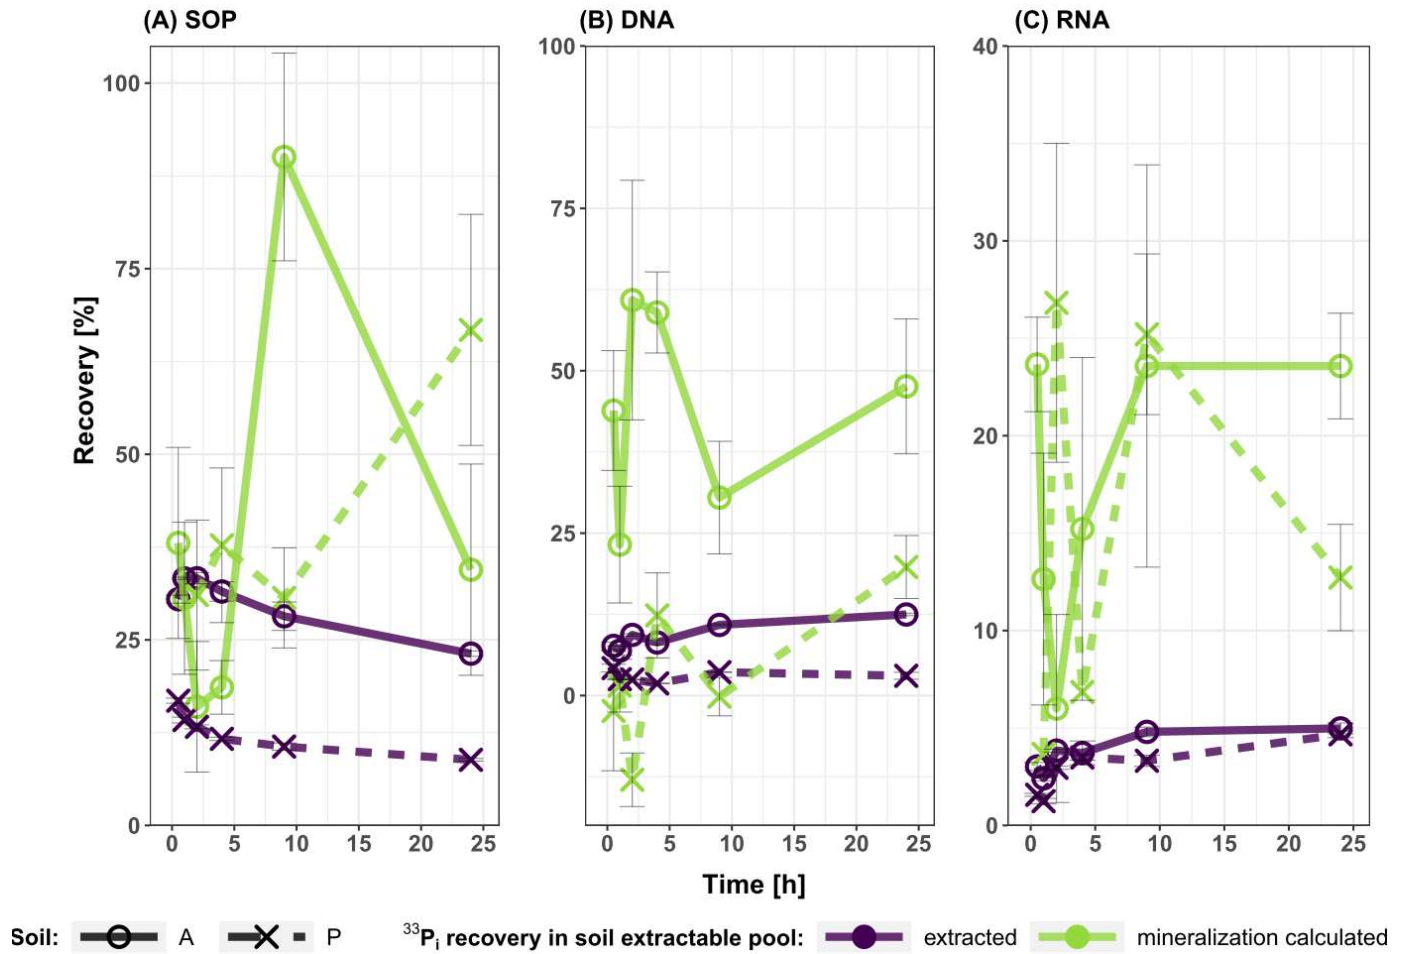 (A) SOP
(B) DNA
(C) RNA
Recovery [%]
100
75
50
25
0
0 5 10 15 20 25
100
75
50
25
0
0 5 10 15 20 25
40
30
20
10
0
0 5 10 15 20 25
Time [h]
Soil: A P ³³Pᵢ recovery in soil extractable pool: extracted mineralization calculated